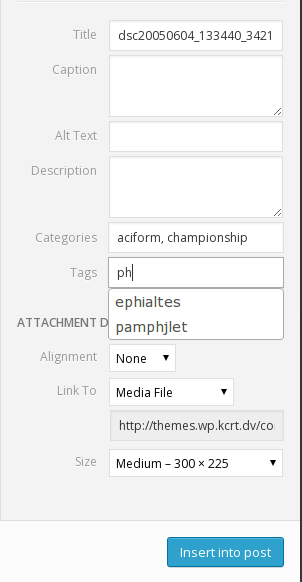 Title dsc20050604_133440_3421
Caption
Alt Text
Description
Categories aciform, championship
Tags ph
ephialtes
pamphjlet
ATTACHMENT D
Alignment None
Link To Media File
http://themes.wp.kcrt.dv/co
Size Medium – 300 × 225
Insert into post